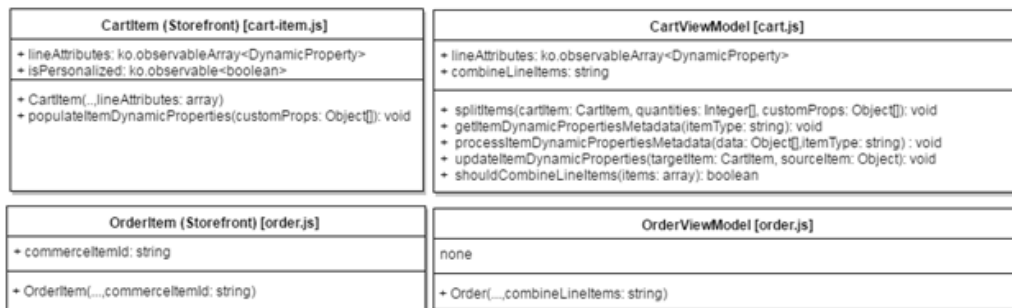 CartItem (Storefront) [cart-item.js]
+ lineAttributes: ko.observableArray<DynamicProperty>
+ isPersonalized: ko.observable<boolean>
+ CartItem(..,lineAttributes: array)
+ populateItemDynamicProperties(customProps: Object[]): void
CartViewModel [cart.js]
+ lineAttributes: ko.observableArray<DynamicProperty>
+ combineLineItems: string
+ splitItems(cartItem: CartItem, quantities: Integer[], customProps: Object[]): void
+ getItemDynamicPropertiesMetadata(itemType: string): void
+ processItemDynamicPropertiesMetadata(data: Object[],itemType: string) : void
+ updateItemDynamicProperties(targetItem: CartItem, sourceItem: Object): void
+ shouldCombineLineItems(items: array): boolean
OrderItem (Storefront) [order.js]
+ commerceItemId: string
+ OrderItem(...,commerceItemId: string)
OrderViewModel [order.js]
none
+ Order(...,combineLineItems: string)